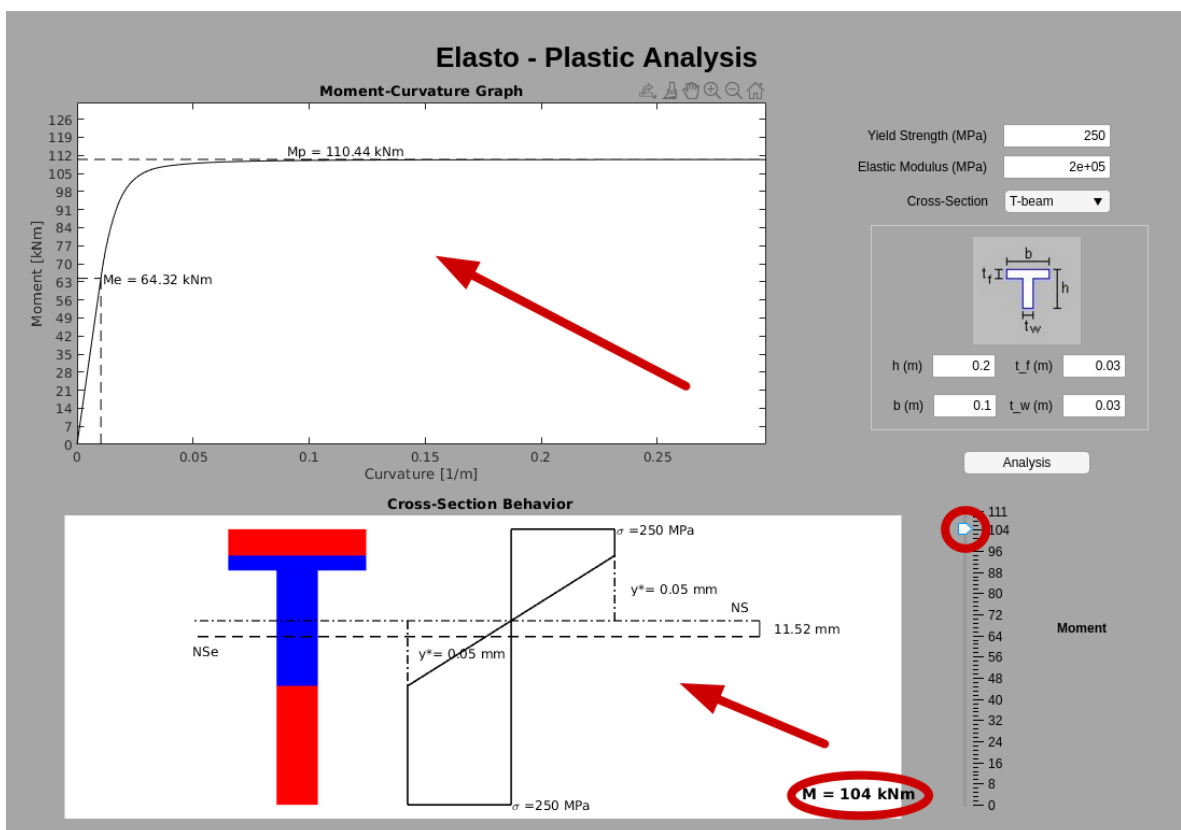 Elasto - Plastic Analysis
Moment-Curvature Graph
126
119
112
105
98
91
84
77
70
63
56
49
42
35
28
21
14
7
0
Moment [kNm]
Mp = 110.44 kNm
Me = 64.32 kNm
0 0.05 0.1 0.15 0.2 0.25
Curvature [1/m]
Yield Strength (MPa) 250
Elastic Modulus (MPa) 2e+05
Cross-Section T-beam
b
t_f
h
t_w
h (m) 0.2 t_f (m) 0.03
b (m) 0.1 t_w (m) 0.03
Analysis
Cross-Section Behavior
σ =250 MPa
y*= 0.05 mm
NS
11.52 mm
NSe
y*= 0.05 mm
σ =250 MPa
M = 104 kNm
111
104
96
88
80
72
64
56
48
40
32
24
16
8
0
Moment